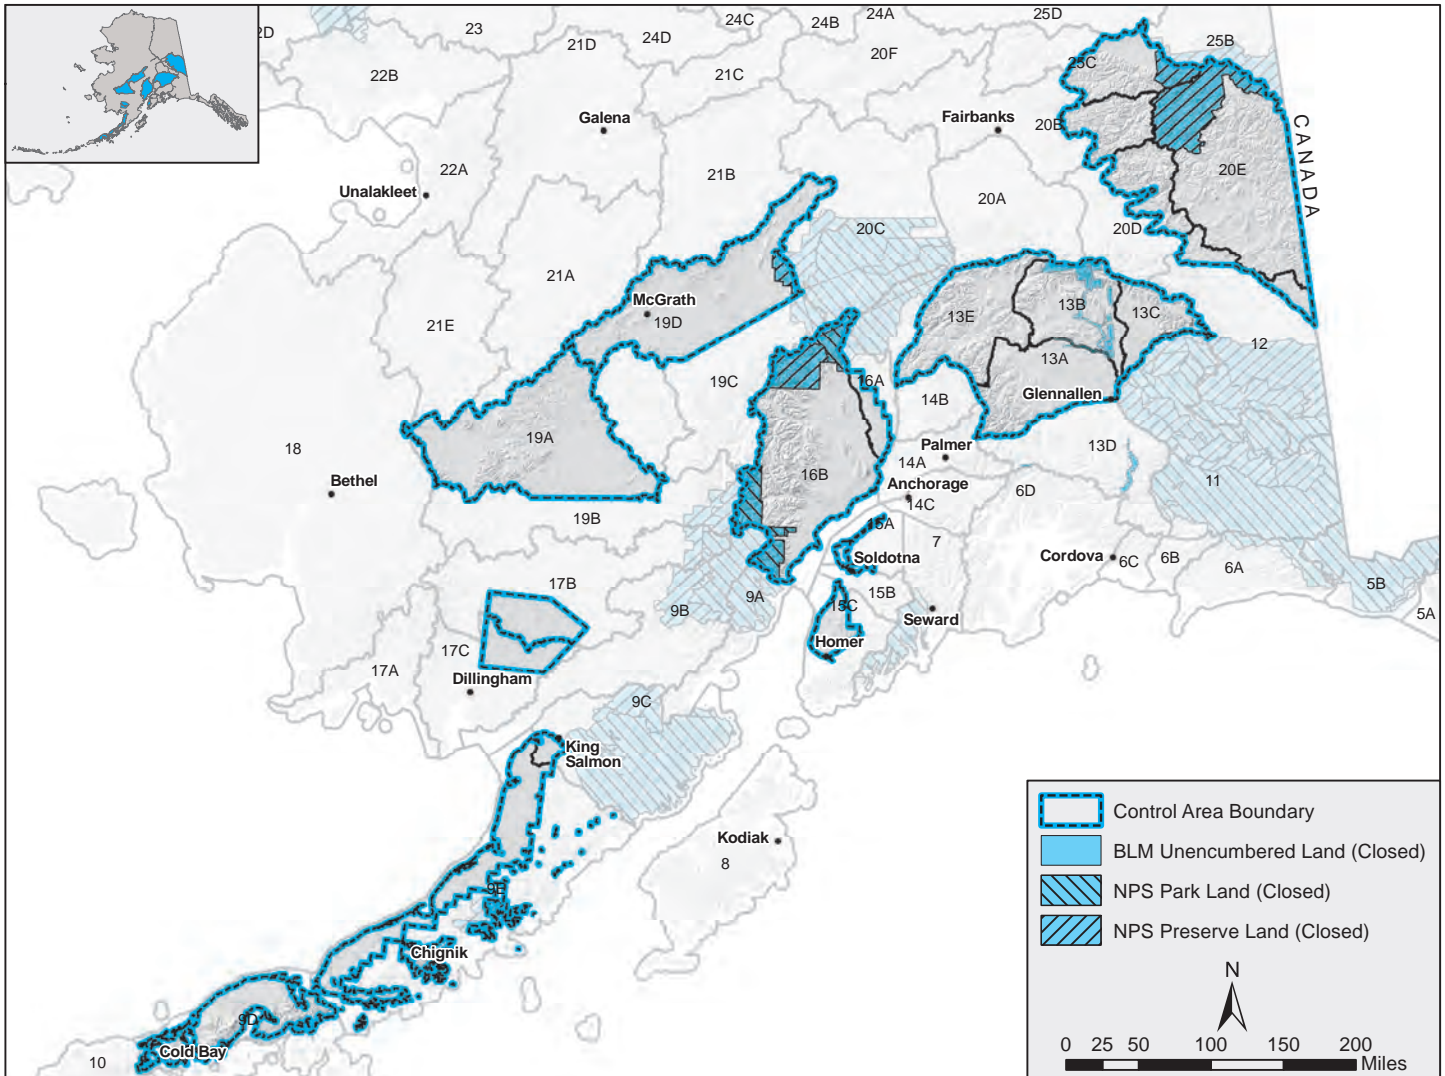 2D
23
24C
24B
24A
25D
21D
24D
20F
25B
22B
21C
25C
Galena
Fairbanks
20B
CANADA
22A
21B
20E
Unalakleet
20A
20C
20D
21A
McGrath
19D
13E
13B
13C
21E
12
13A
19C
16A
14B
Glennallen
18
19A
Palmer
13D
14A
16B
Bethel
Anchorage
14C
6D
11
19B
15A
7
Soldotna
Cordova
6C
6B
6A
17B
5B
9B
9A
15B
15C
Seward
5A
Homer
17C
17A
Dillingham
9C
King
Salmon
Kodiak
8
9E
Chignik
9D
Cold Bay
10
Control Area Boundary
BLM Unencumbered Land (Closed)
NPS Park Land (Closed)
NPS Preserve Land (Closed)
N
0 25 50 100 150 200
Miles